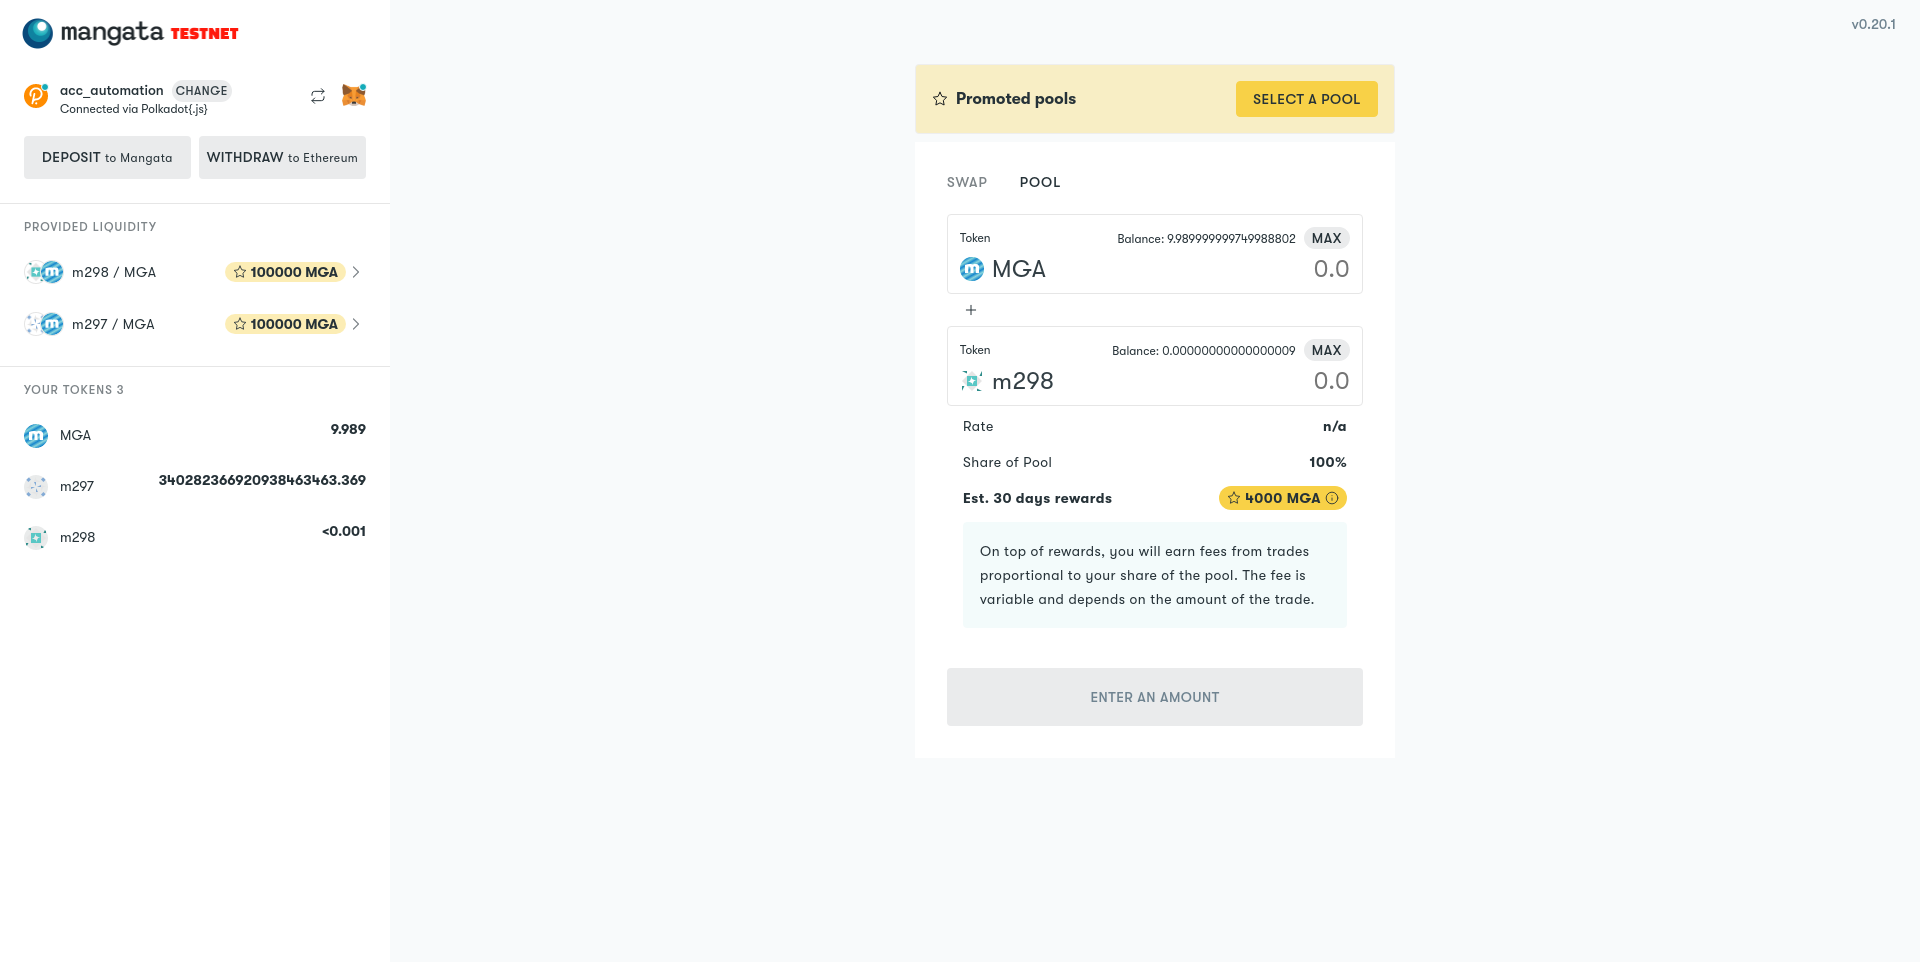 mangata TESTNET
v0.20.1
acc_automation CHANGE
Connected via Polkadot{.js}
DEPOSIT to Mangata
WITHDRAW to Ethereum
PROVIDED LIQUIDITY
m298 / MGA 100000 MGA
m297 / MGA 100000 MGA
YOUR TOKENS 3
MGA 9.989
m297 340282366920938463463.369
m298 <0.001
Promoted pools SELECT A POOL
SWAP POOL
Token Balance: 9.989999999749988802 MAX
MGA 0.0
+
Token Balance: 0.00000000000000009 MAX
m298 0.0
Rate n/a
Share of Pool 100%
Est. 30 days rewards 4000 MGA
On top of rewards, you will earn fees from trades
proportional to your share of the pool. The fee is
variable and depends on the amount of the trade.
ENTER AN AMOUNT